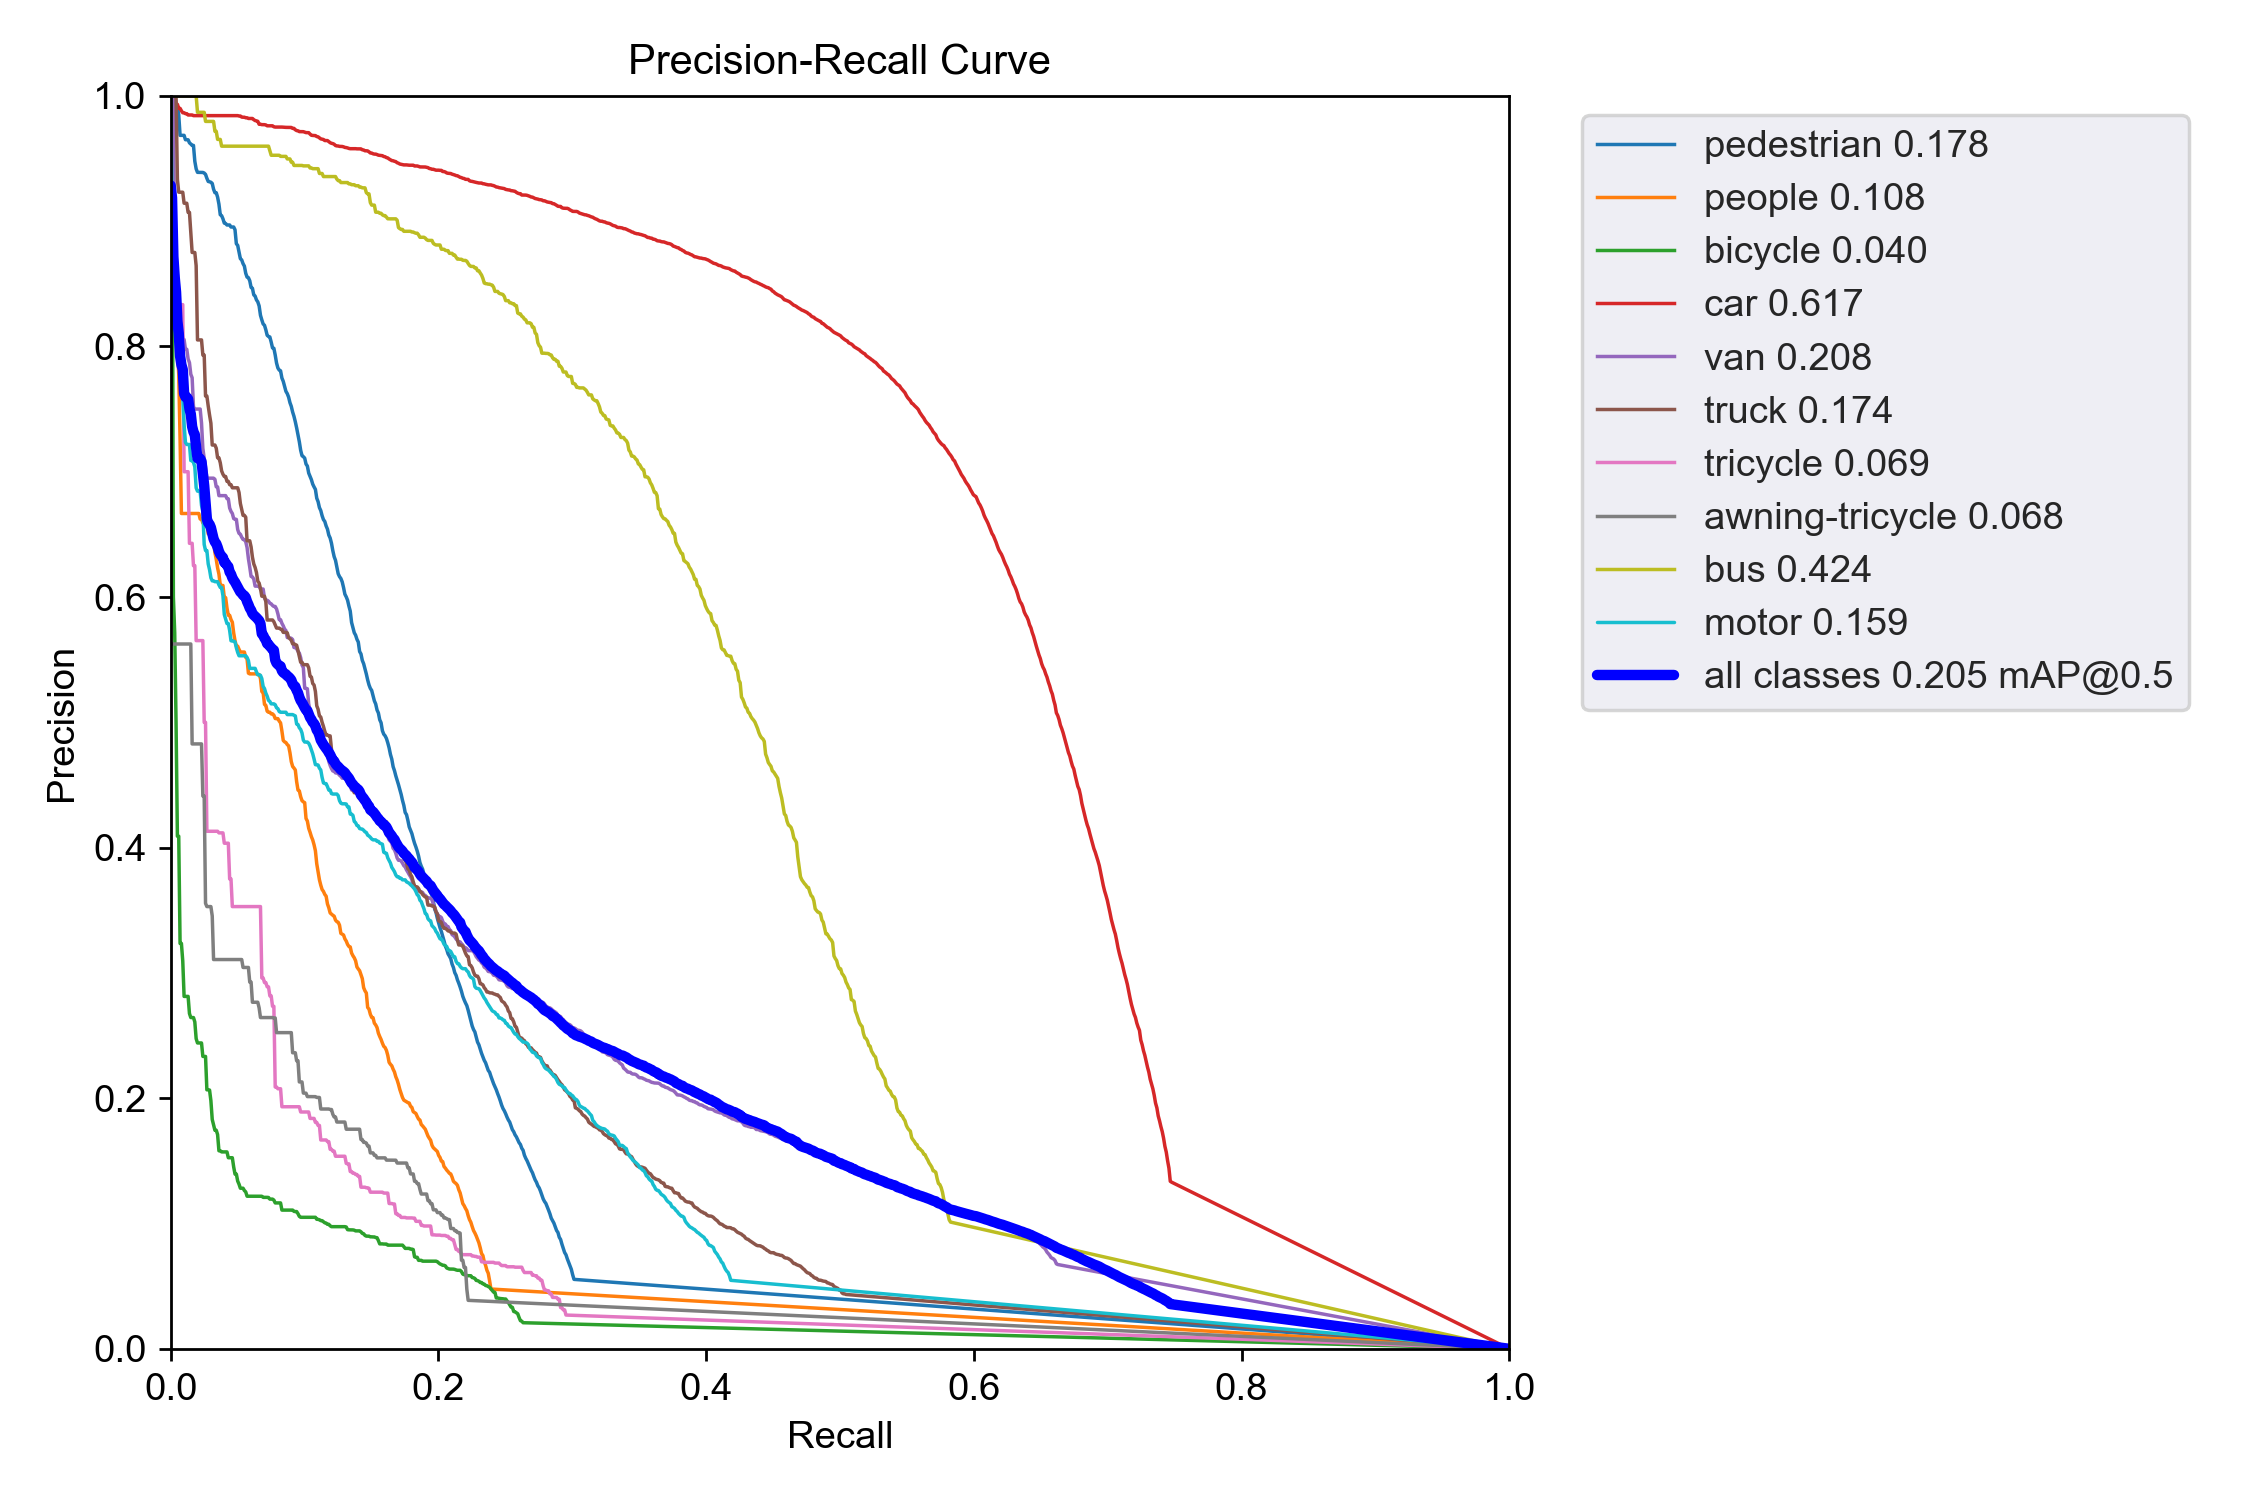 Precision-Recall Curve
1.0
0.8
0.6
0.4
0.2
0.0
Precision
0.0 0.2 0.4 0.6 0.8 1.0
Recall
pedestrian 0.178
people 0.108
bicycle 0.040
car 0.617
van 0.208
truck 0.174
tricycle 0.069
awning-tricycle 0.068
bus 0.424
motor 0.159
all classes 0.205 mAP@0.5